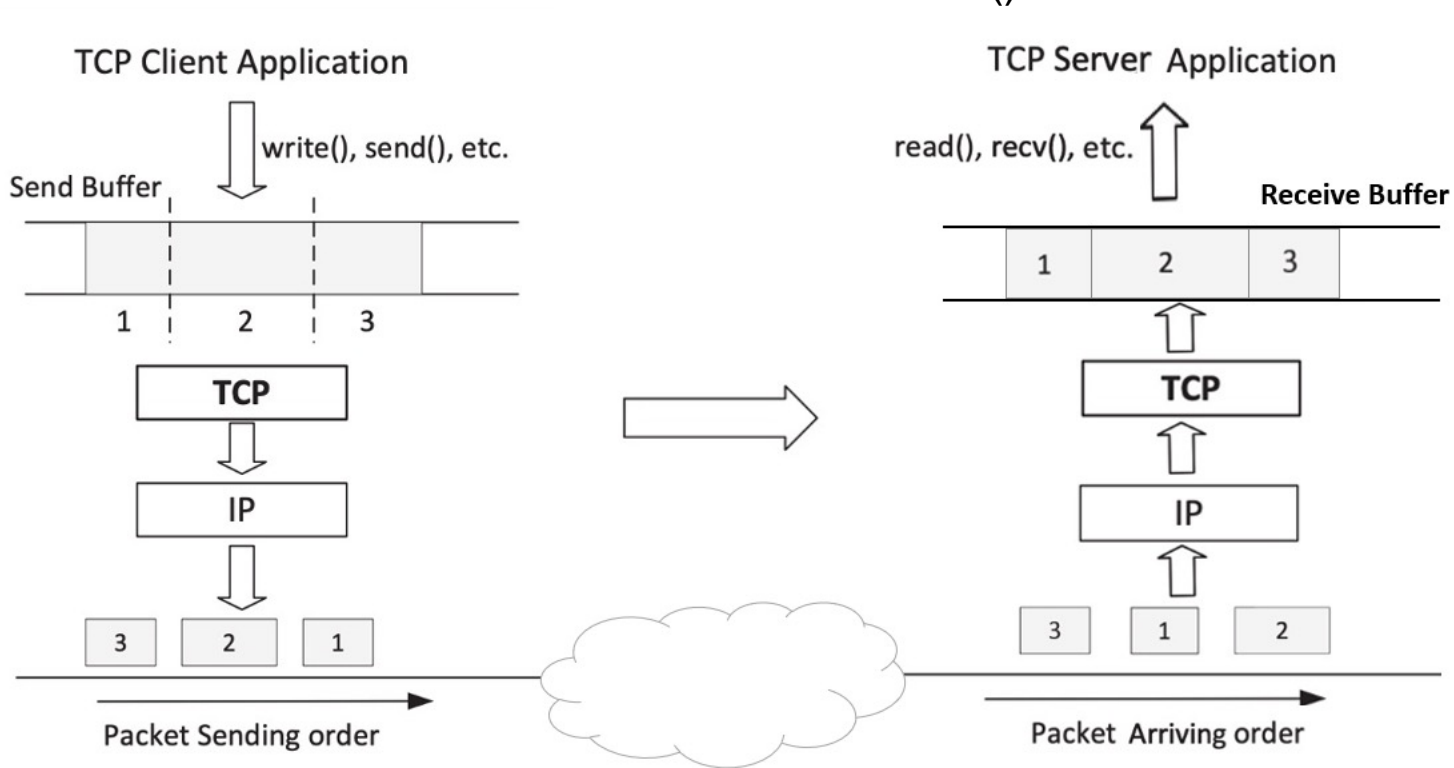 ()
TCP Client Application
write(), send(), etc.
Send Buffer
1 2 3
TCP
IP
3 2 1
Packet Sending order
TCP Server Application
read(), recv(), etc.
Receive Buffer
1 2 3
TCP
IP
3 1 2
Packet Arriving order